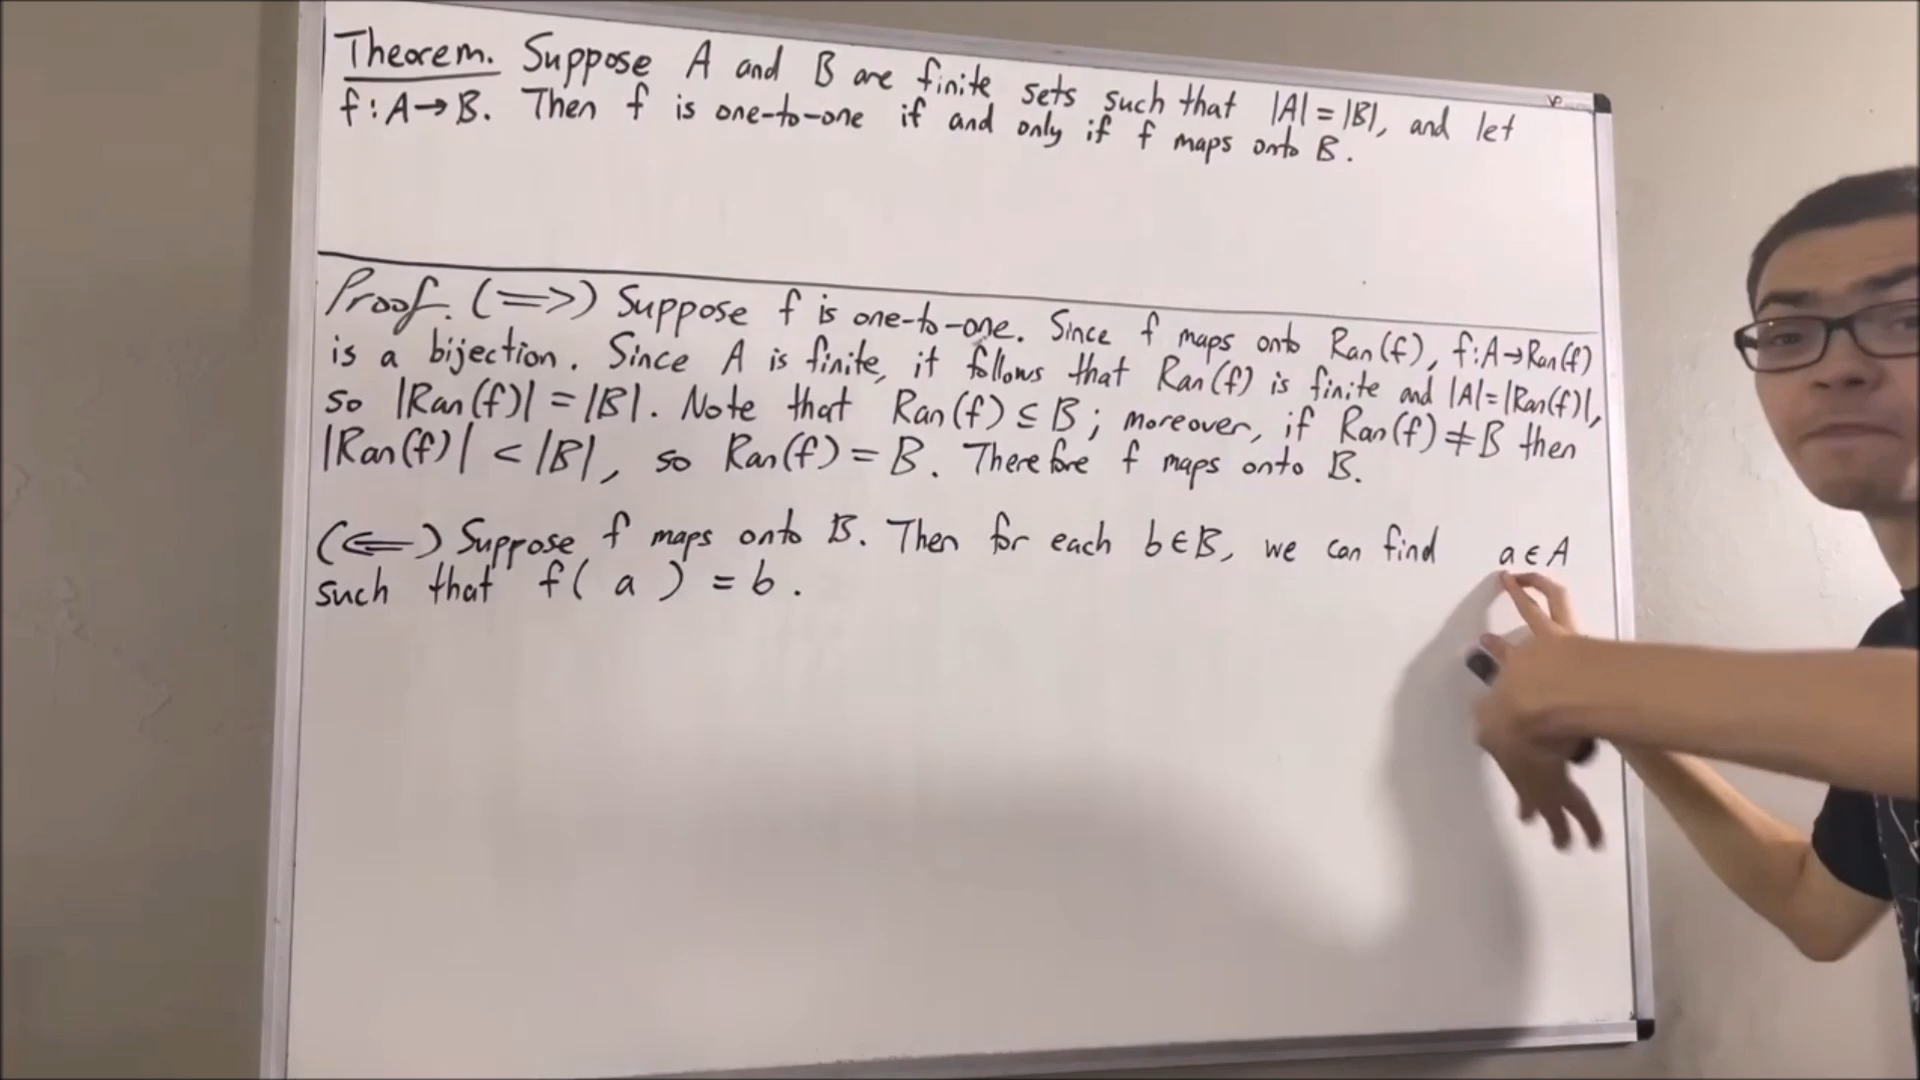 Theorem. Suppose A and B are finite sets such that |A| = |B|, and let
f : A → B. Then f is one-to-one if and only if f maps onto B.
Proof. (=>) Suppose f is one-to-one. Since f maps onto Ran(f), f: A → Ran(f)
is a bijection. Since A is finite, it follows that Ran(f) is finite and |A| = |Ran(f)|,
so |Ran(f)| = |B|. Note that Ran(f) ⊆ B; moreover, if Ran(f) ≠ B then
|Ran(f)| < |B|, so Ran(f) = B. Therefore f maps onto B.
(<=) Suppose f maps onto B. Then for each b ∈ B, we can find a ∈ A
such that f( a ) = b.